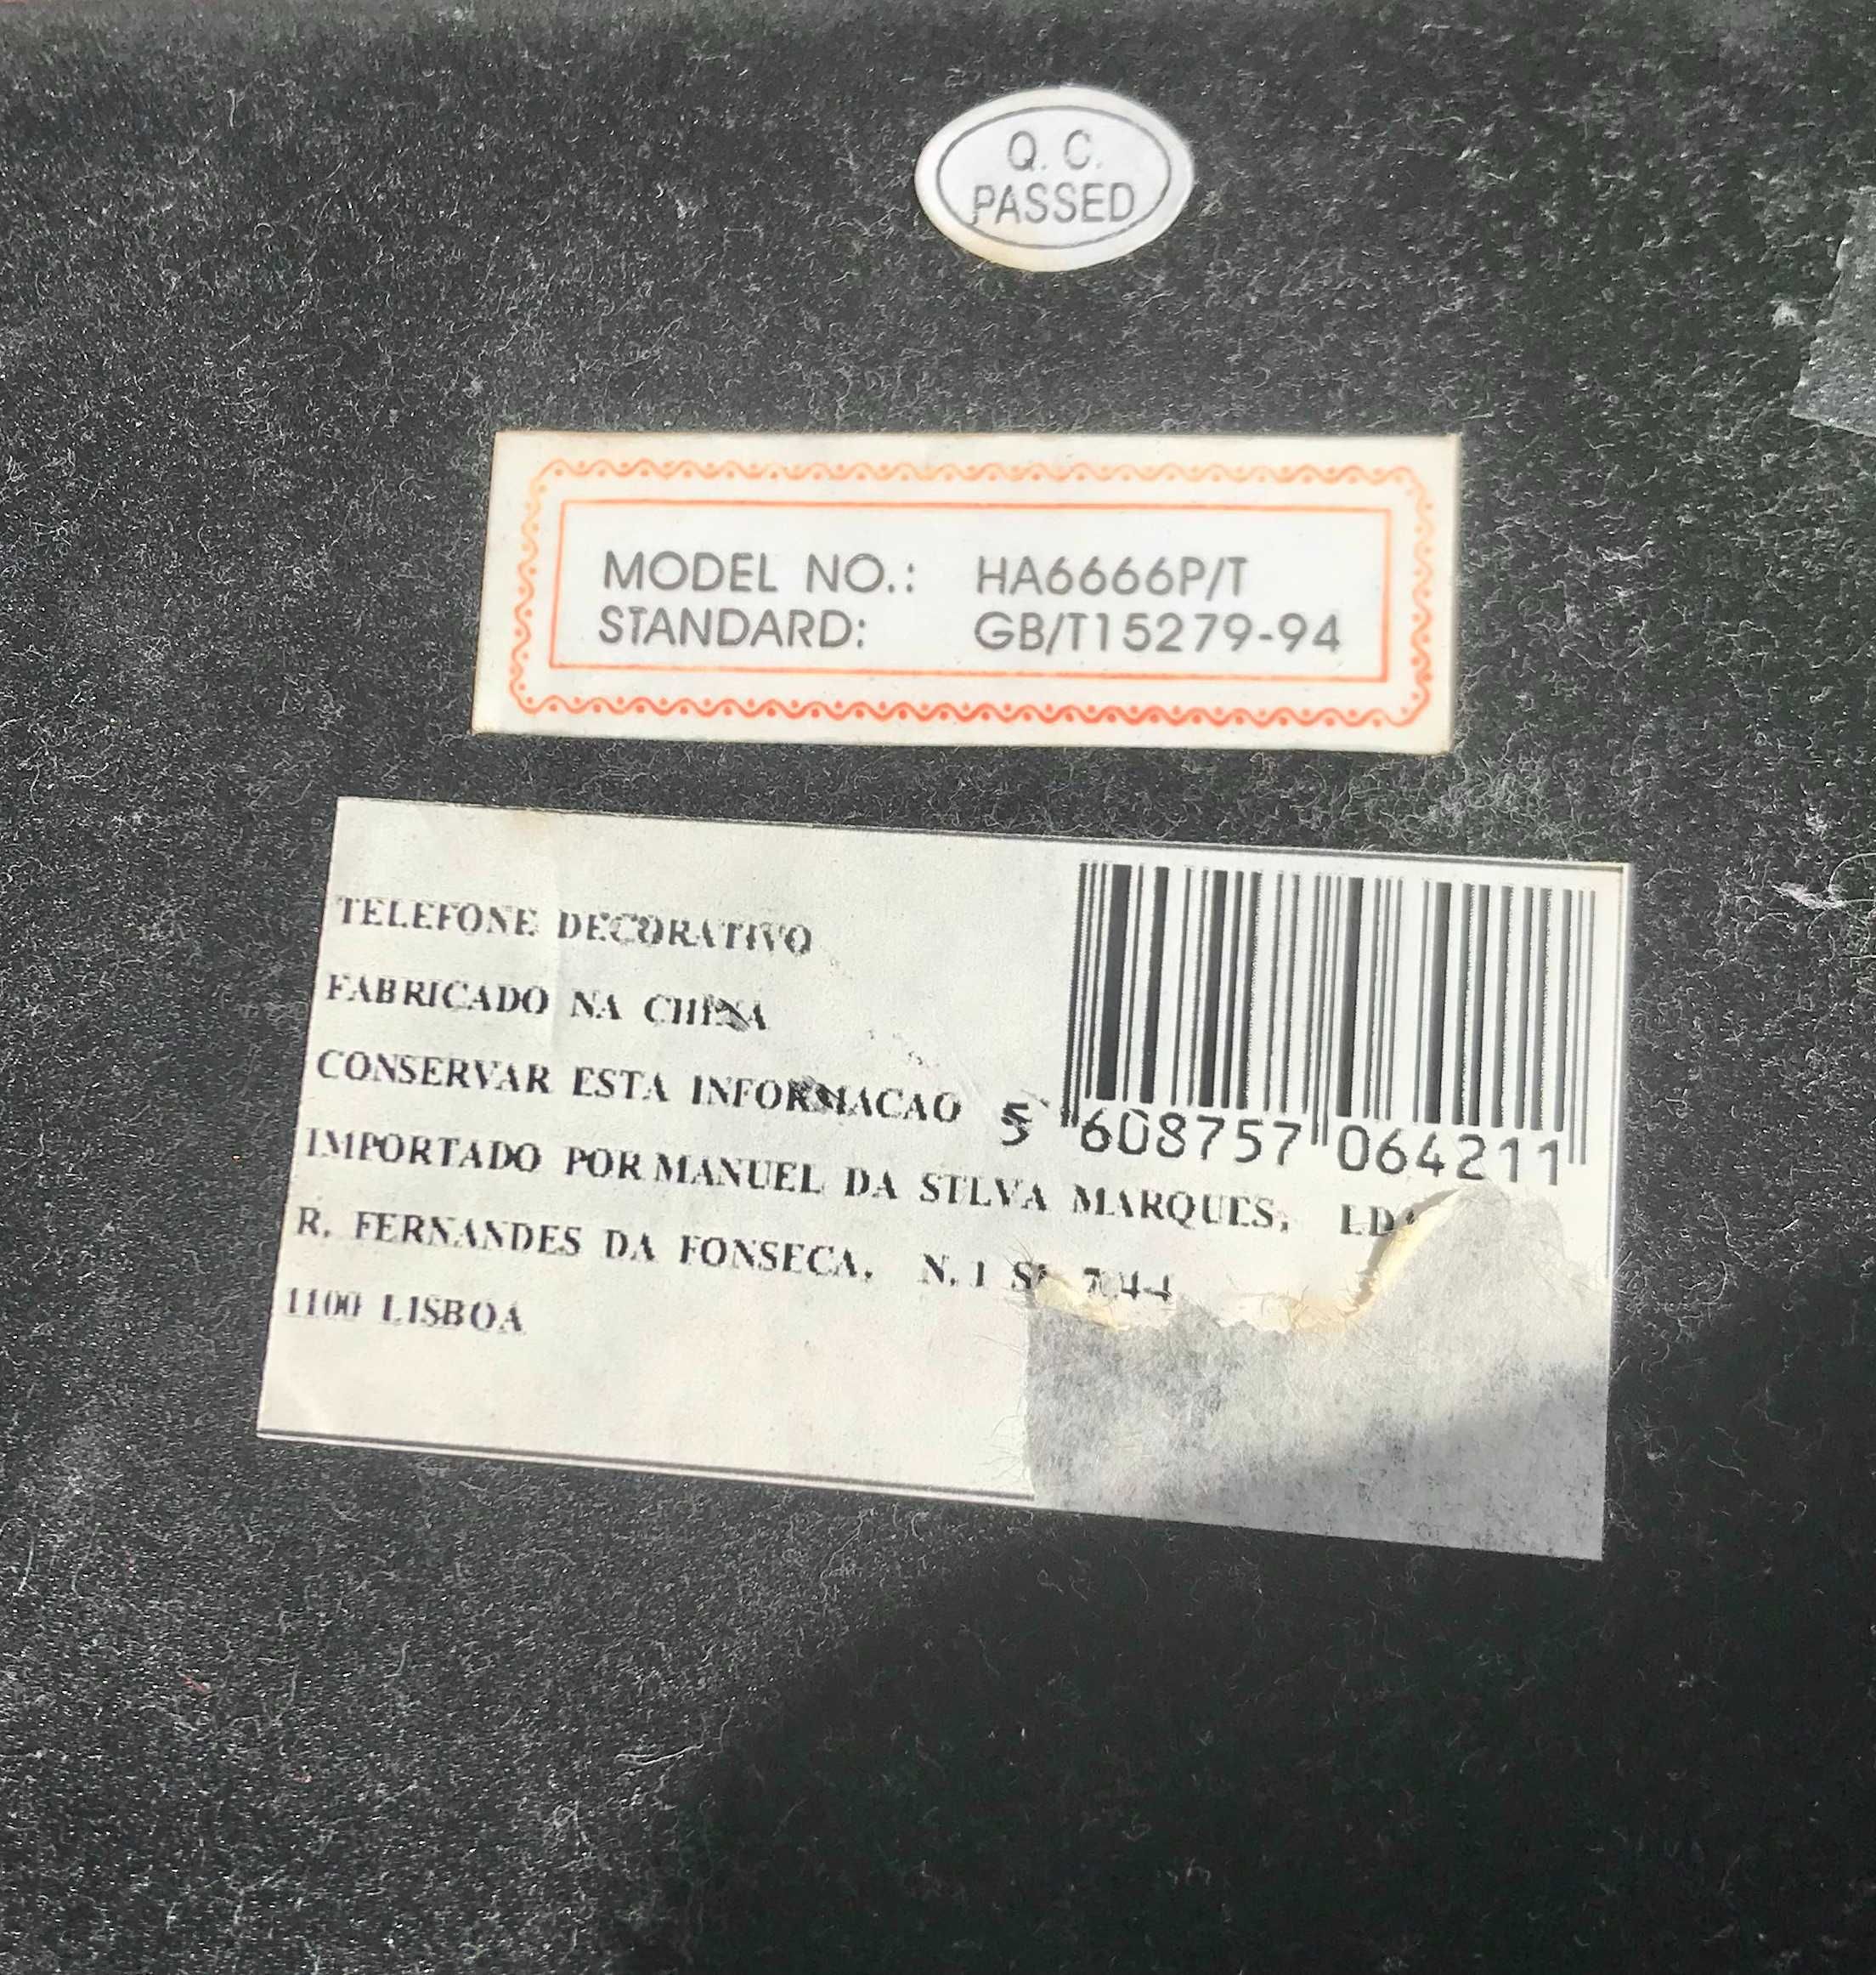 Q. C.
PASSED
MODEL NO.: HA6666P/T
STANDARD: GB/T15279-94
TELEFONE DECORATIVO
FABRICADO NA CHINA
CONSERVAR ESTA INFORMACAO
5 608757 064211
IMPORTADO POR MANUEL DA SILVA MARQUES,
R. FERNANDES DA FONSECA, N. 1
1100 LISBOA